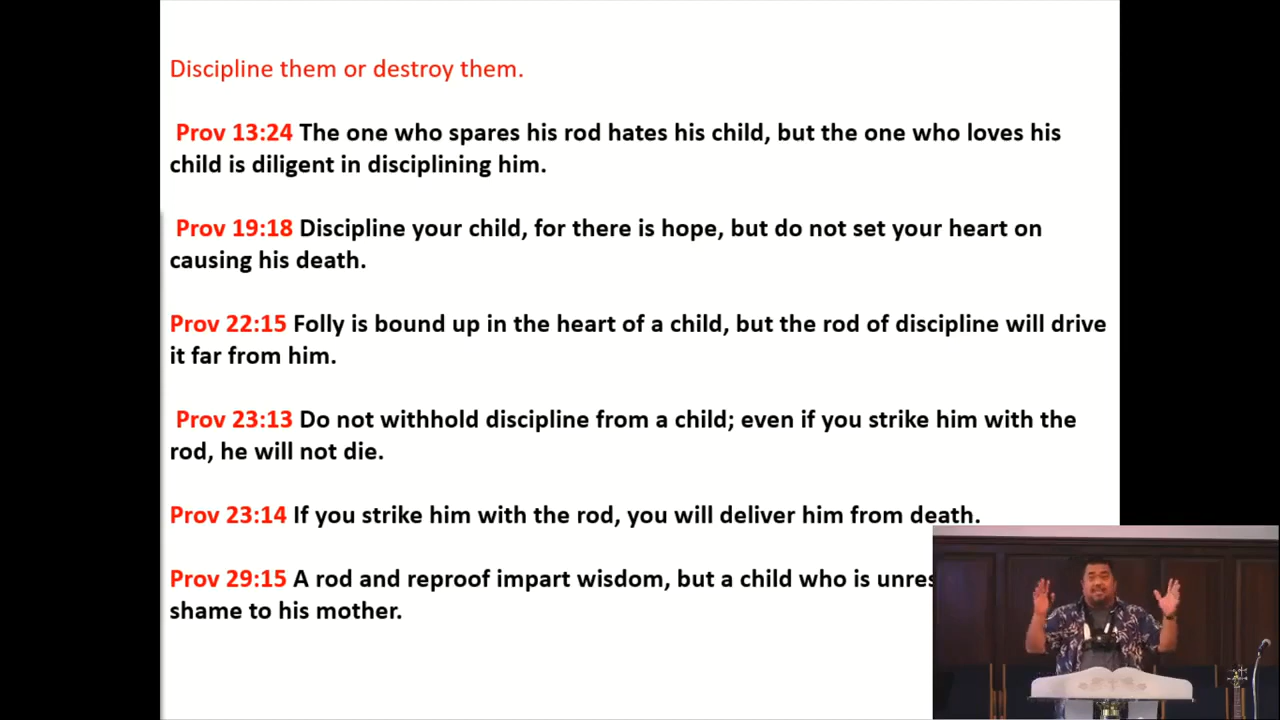 Discipline them or destroy them.
Prov 13:24 The one who spares his rod hates his child, but the one who loves his
child is diligent in disciplining him.
Prov 19:18 Discipline your child, for there is hope, but do not set your heart on
causing his death.
Prov 22:15 Folly is bound up in the heart of a child, but the rod of discipline will drive
it far from him.
Prov 23:13 Do not withhold discipline from a child; even if you strike him with the
rod, he will not die.
Prov 23:14 If you strike him with the rod, you will deliver him from death.
Prov 29:15 A rod and reproof impart wisdom, but a child who is
shame to his mother.